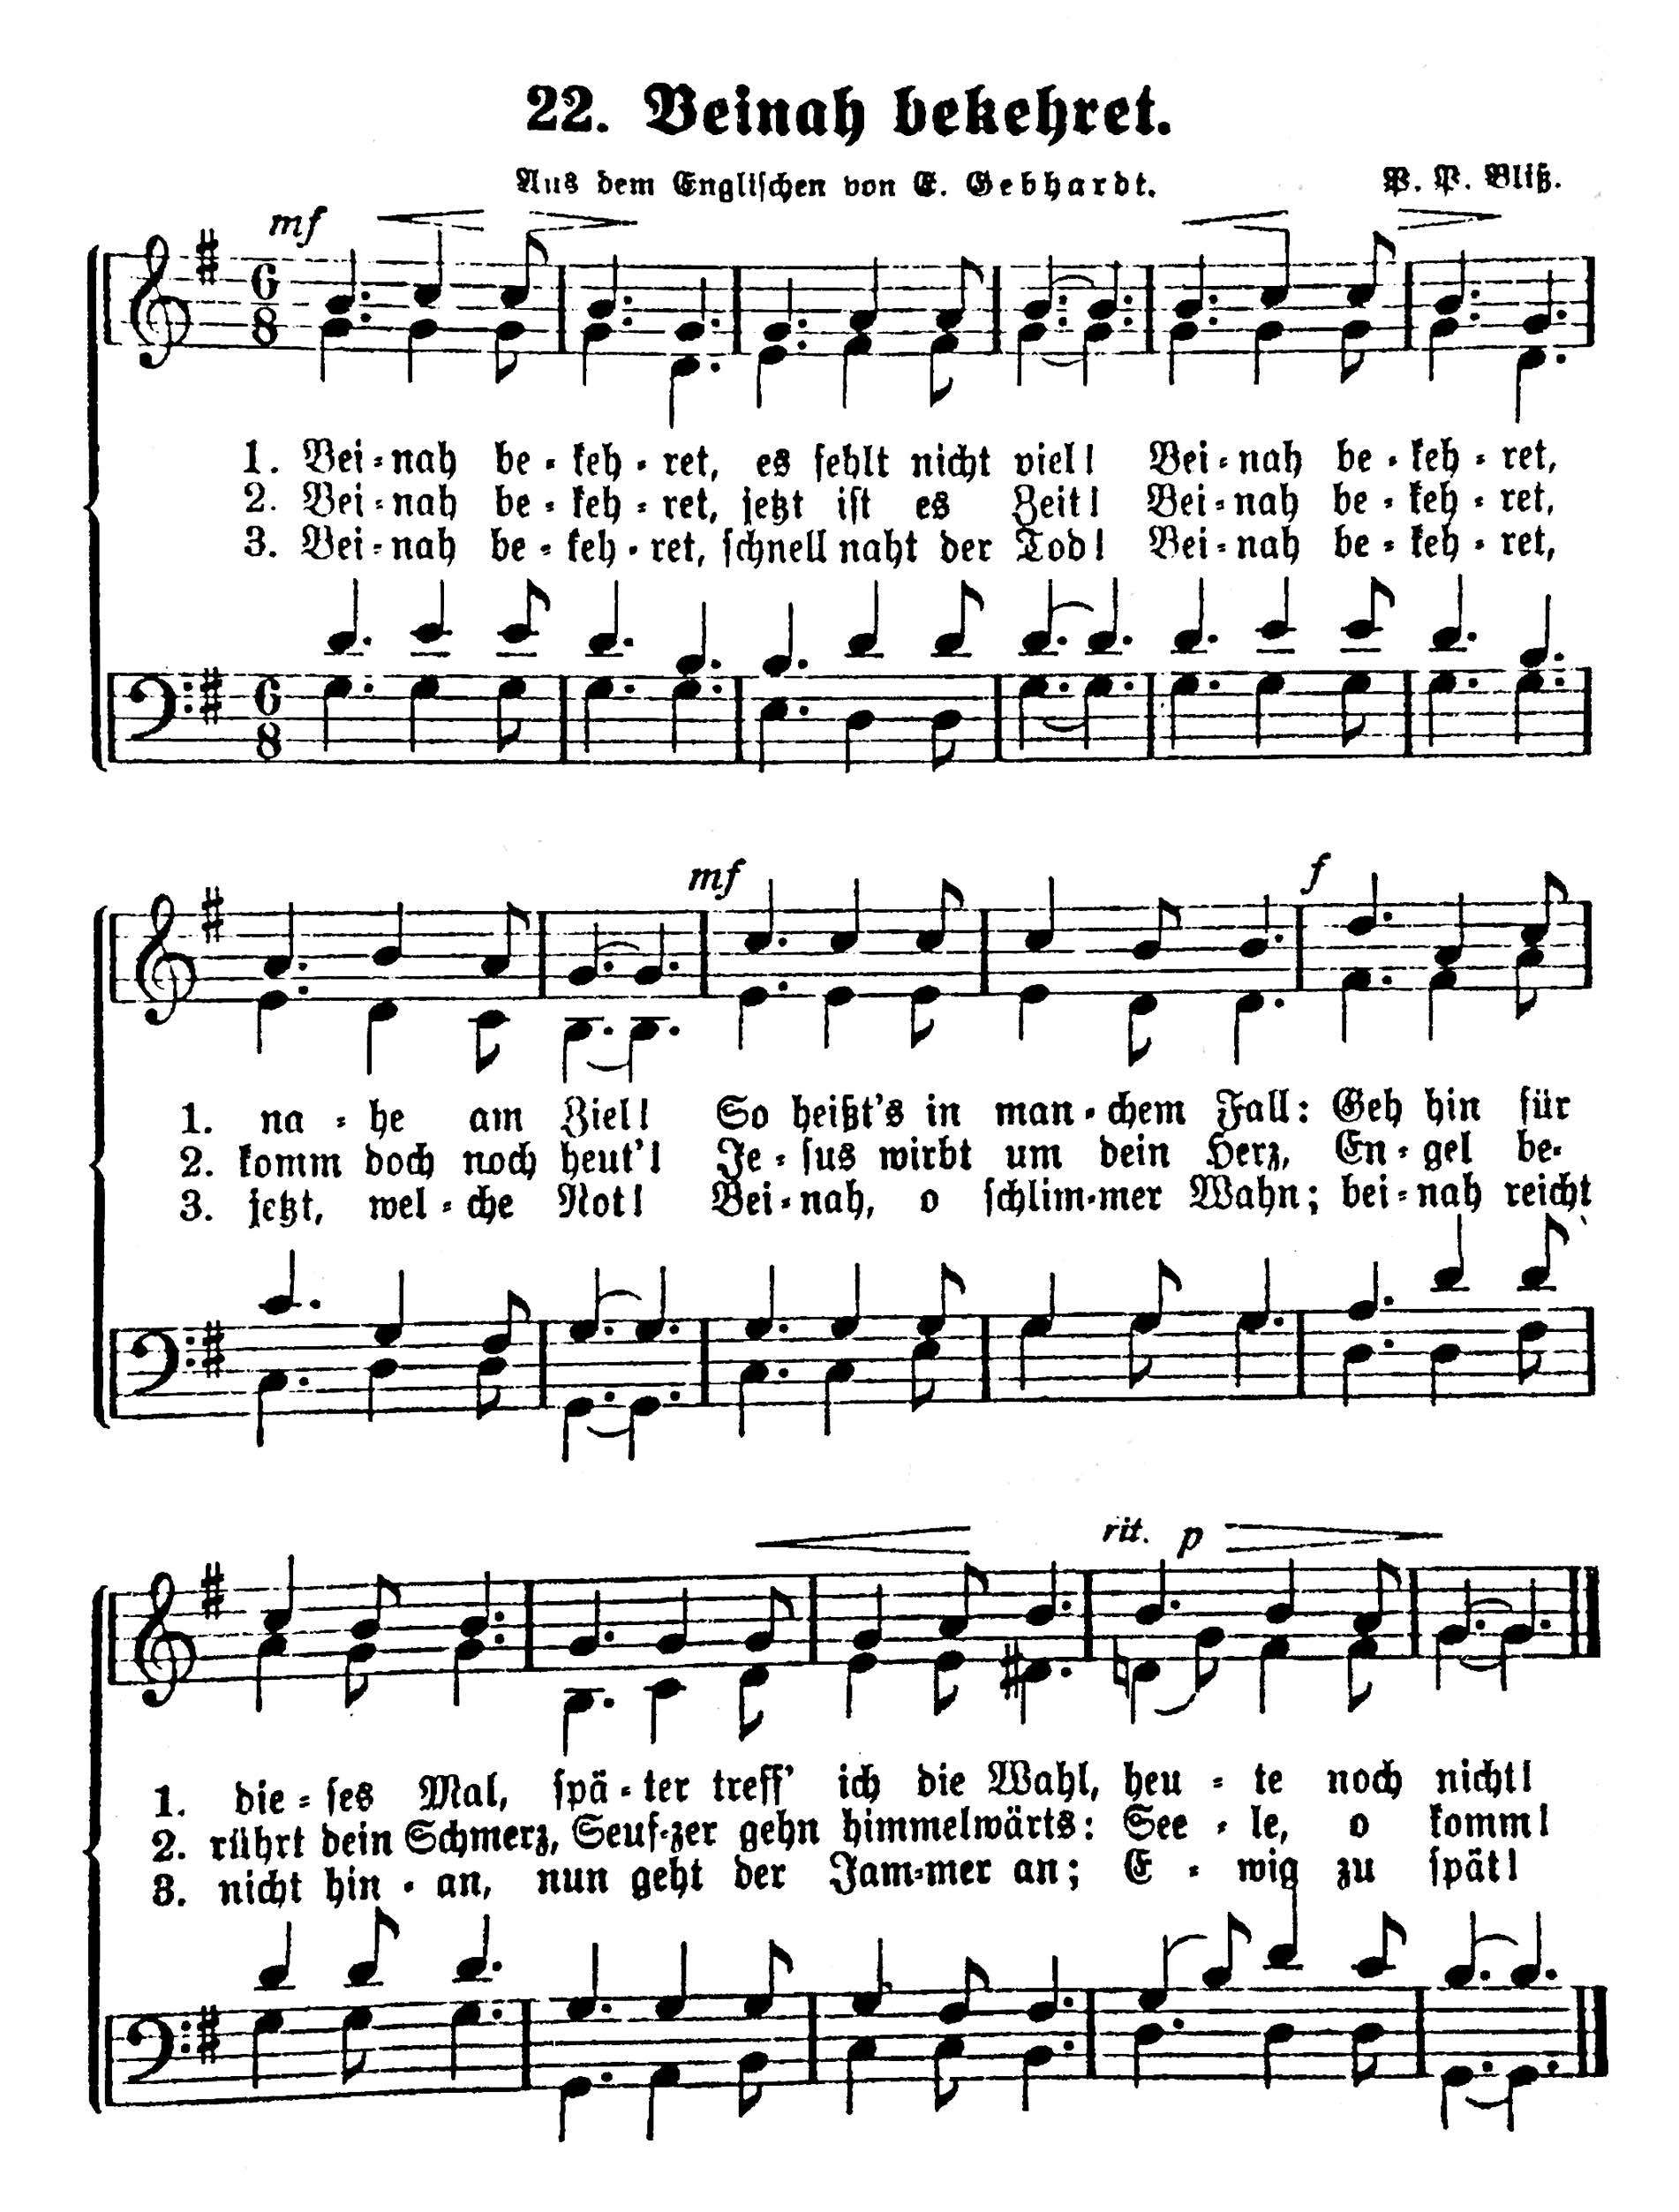 22. Beinah bekehret.
Aus dem Englischen von E. Gebhardt.
P. P. Bliß.
mf
6
8
1. Bei-nah be-keh-ret, es fehlt nicht viel! Bei-nah be-keh-ret,
2. Bei-nah be-keh-ret, jetzt ist es Zeit! Bei-nah be-keh-ret,
3. Bei-nah be-keh-ret, schnell naht der Tod! Bei-nah be-keh-ret,
6
8
mf
f
1. na-he am Ziel! So heißt's in man-chem Fall: Geh hin für
2. komm doch noch heut'! Je-sus wirbt um dein Herz, En-gel be-
3. jetzt, wel-che Not! Bei-nah, o schlim-mer Wahn; bei-nah reicht
rit. p
1. die-ses Mal, spä-ter treff' ich die Wahl, heu-te noch nicht!
2. rührt dein Schmerz, Seuf-zer gehn himmelwärts: See-le, o komm!
3. nicht hin-an, nun geht der Jam-mer an; E-wig zu spät!